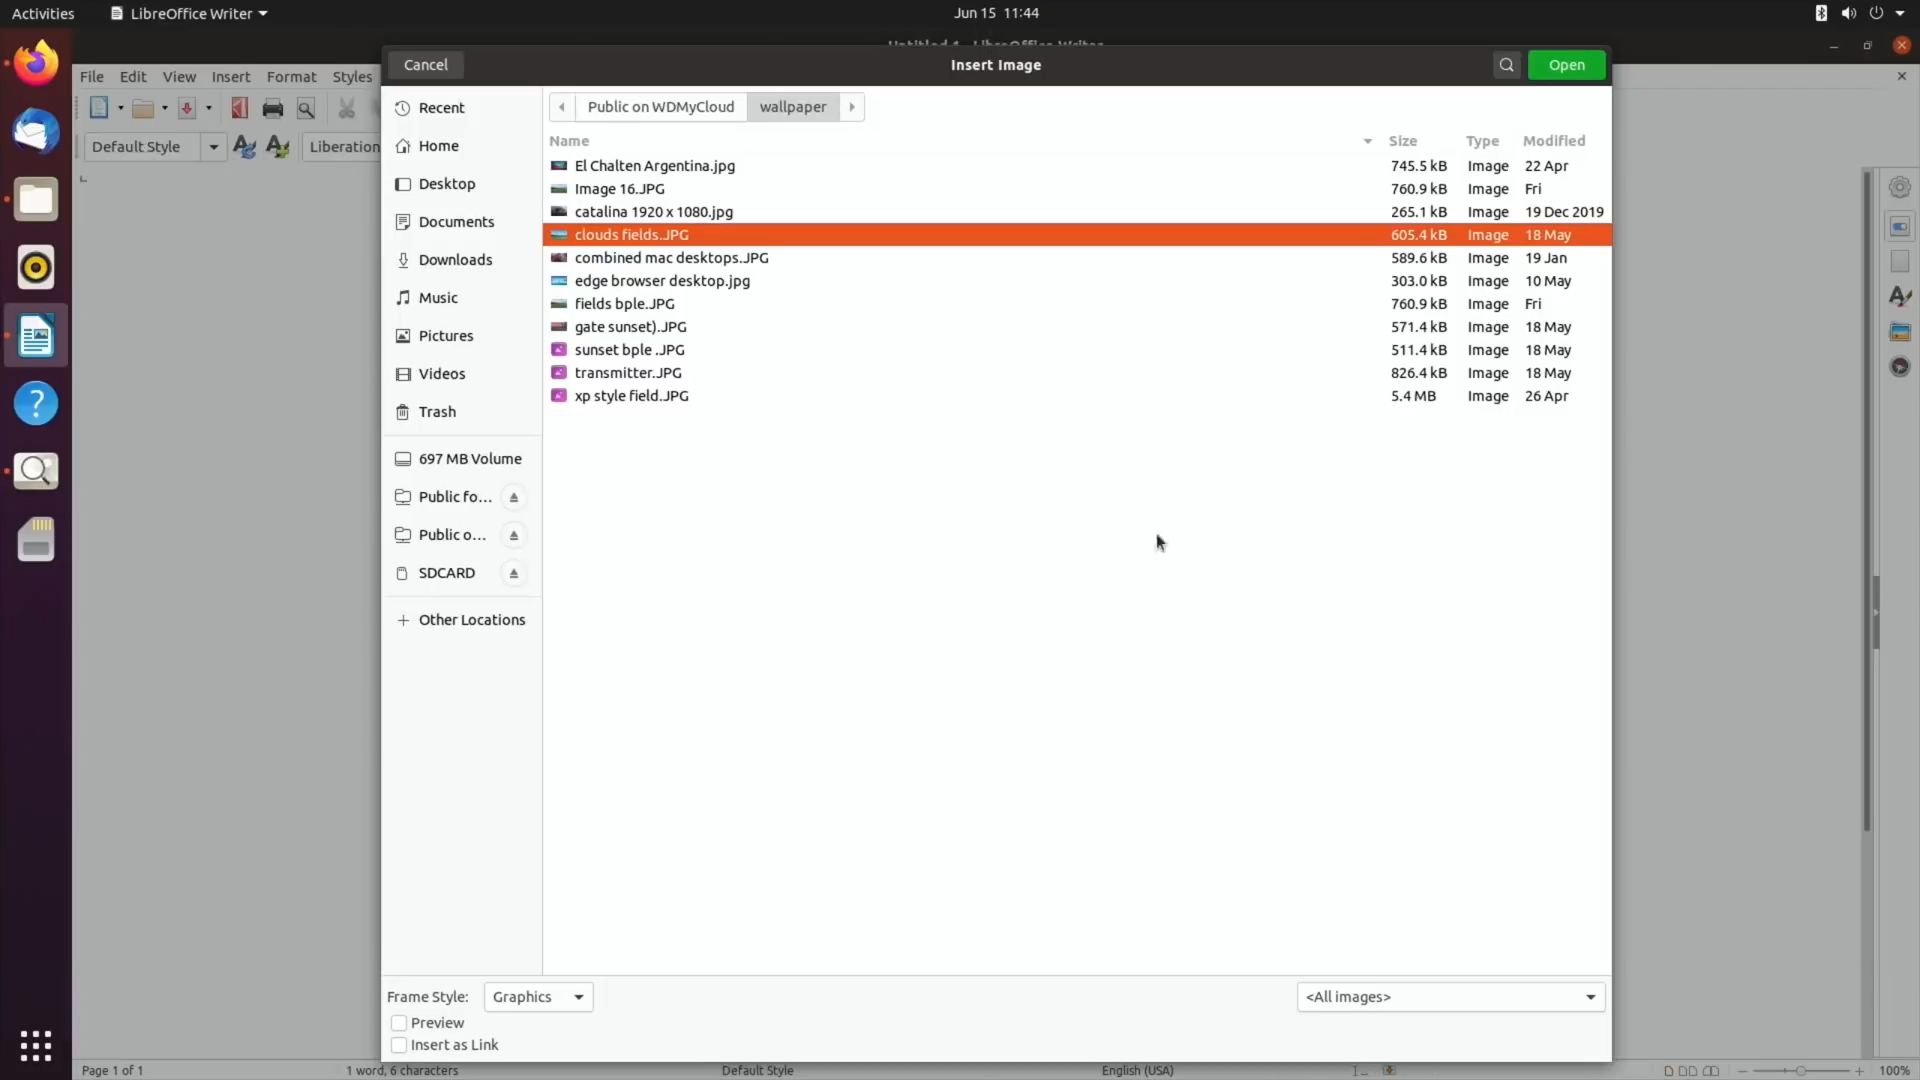 Activities LibreOffice Writer Jun 15 11:44
Cancel Insert Image Open
File Edit View Insert Format Styles
Default Style Liberation
Recent
Home
Desktop
Documents
Downloads
Music
Pictures
Videos
Trash
697 MB Volume
Public fo...
Public o...
SDCARD
Other Locations
Public on WDMyCloud wallpaper
Name Size Type Modified
El Chalten Argentina.jpg 745.5 kB Image 22 Apr
Image 16.JPG 760.9 kB Image Fri
catalina 1920 x 1080.jpg 265.1 kB Image 19 Dec 2019
clouds fields.JPG 605.4 kB Image 18 May
combined mac desktops.JPG 589.6 kB Image 19 Jan
edge browser desktop.jpg 303.0 kB Image 10 May
fields bple.JPG 760.9 kB Image Fri
gate sunset).JPG 571.4 kB Image 18 May
sunset bple .JPG 511.4 kB Image 18 May
transmitter.JPG 826.4 kB Image 18 May
xp style field.JPG 5.4 MB Image 26 Apr
Frame Style: Graphics <All images>
Preview
Insert as Link
Page 1 of 1 1 word, 6 characters Default Style English (USA) 100%